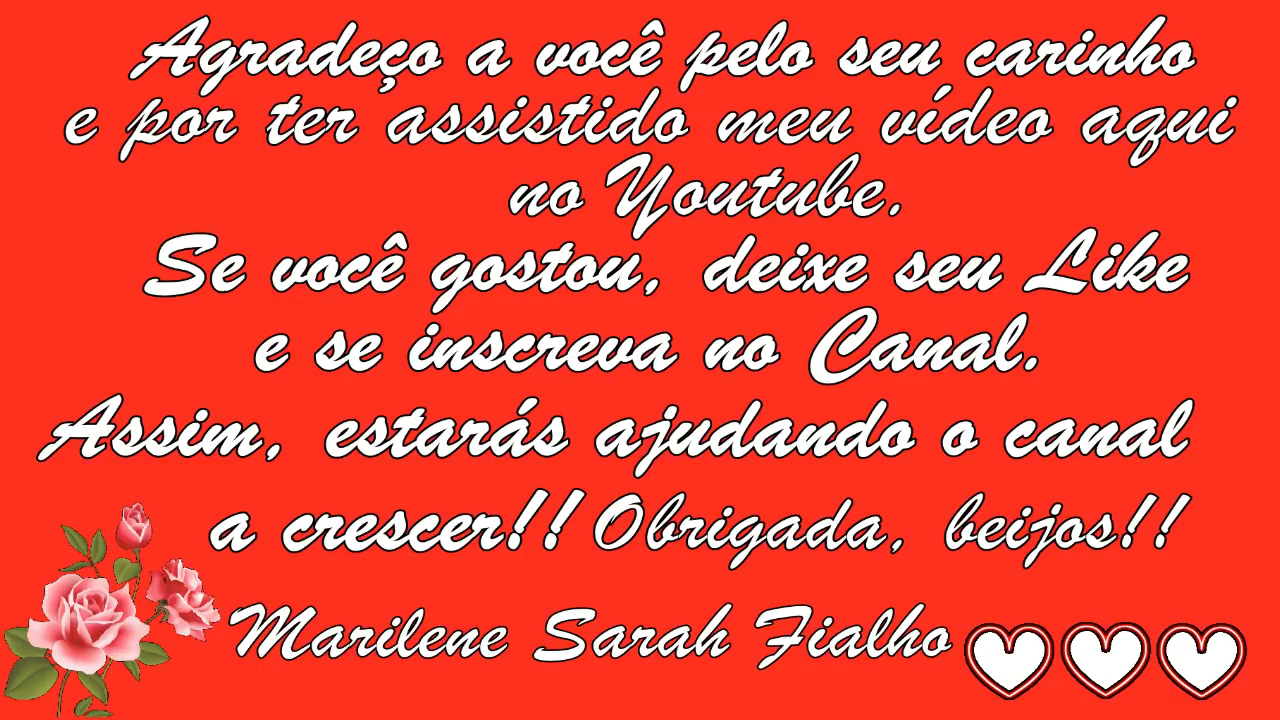 Agradeço a você pelo seu carinho
e por ter assistido meu vídeo aqui
no Youtube.
Se você gostou, deixe seu Like
e se inscreva no Canal.
Assim, estarás ajudando o canal
a crescer!! Obrigada, beijos!!
Marilene Sarah Fialho